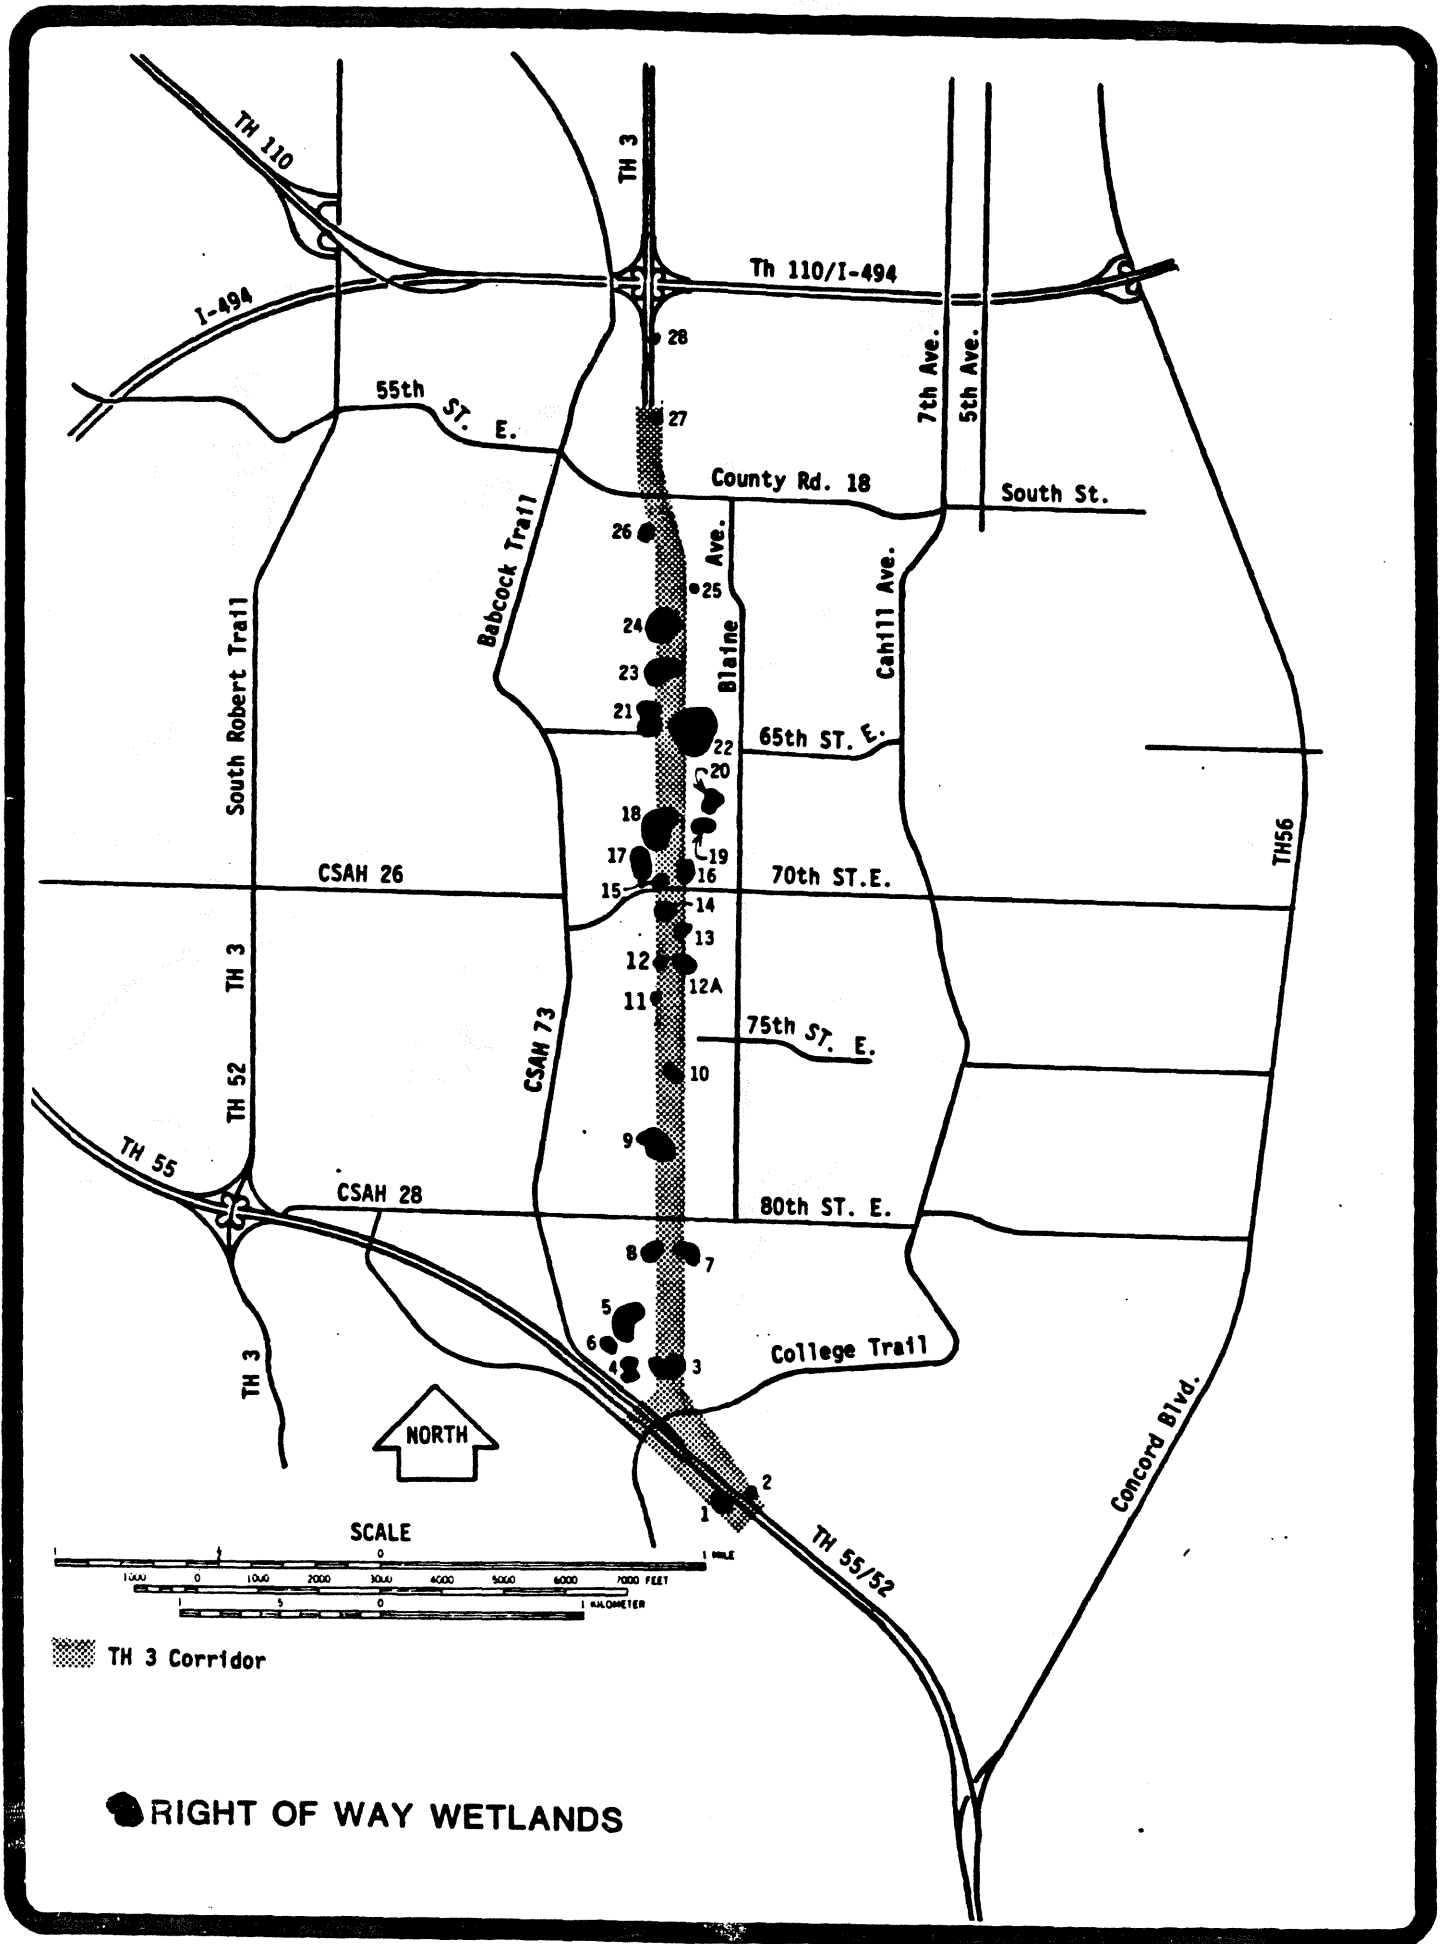 TH 110
TH 3
Th 110/I-494
I-494
28
7th Ave.
5th Ave.
55th ST. E.
27
County Rd. 18
South St.
Babcock Trail
26
Blaine Ave.
25
Cahill Ave.
South Robert Trail
24
23
21
22
65th ST. E.
20
18
19
TH56
17
16
15
CSAH 26
70th ST.E.
14
13
TH 3
12
12A
11
CSAH 73
75th ST. E.
TH 52
10
9
TH 55
CSAH 28
80th ST. E.
8
7
5
6
4
3
College Trail
TH 3
NORTH
Concord Blvd.
2
1
TH 55/52
SCALE
1 0 1 MILE
1000 0 1000 2000 3000 4000 5000 6000 7000 FEET
1 5 0 1 KILOMETER
TH 3 Corridor
RIGHT OF WAY WETLANDS